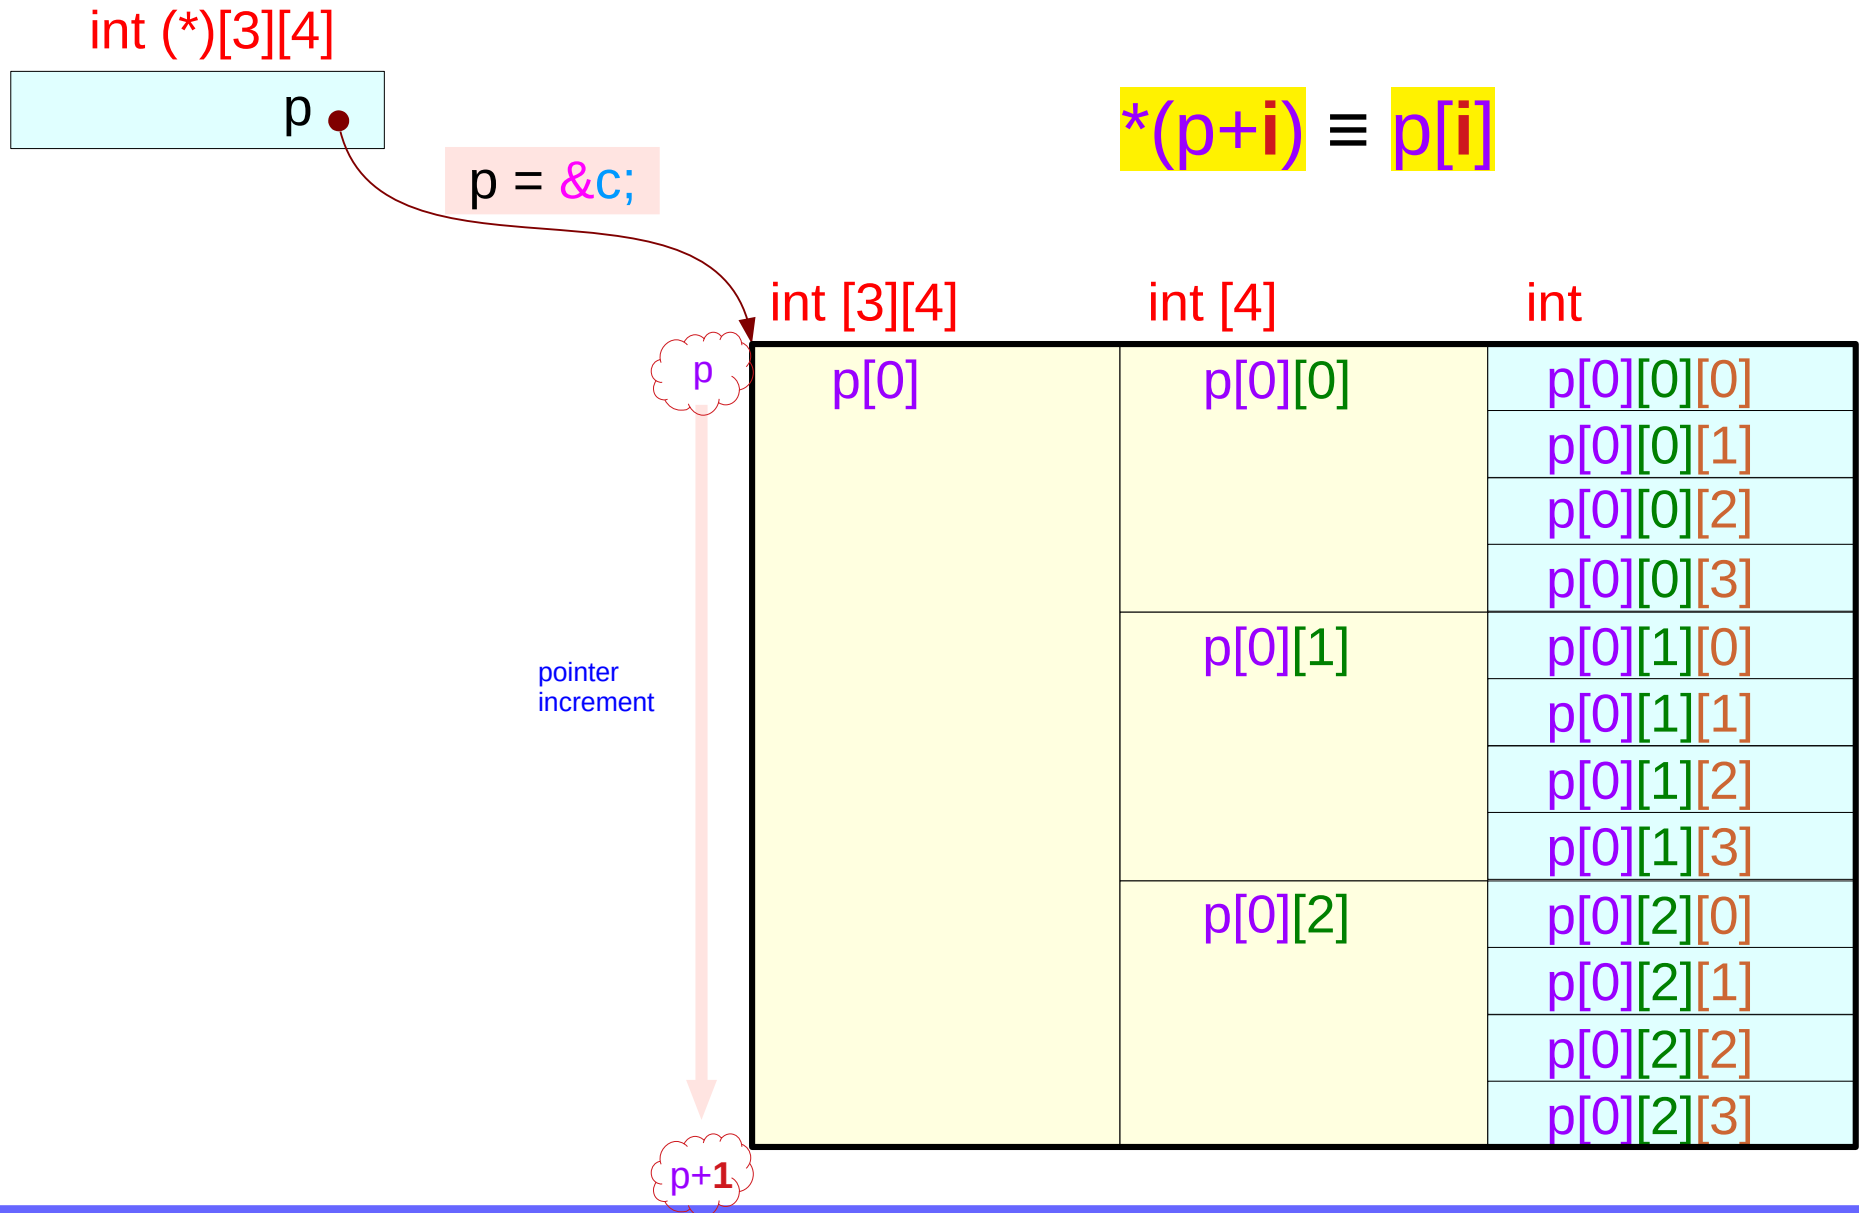 int (*)[3][4]
p
p = &c;
*(p+i) ≡ p[i]
int [3][4] int [4] int
p
p[0] p[0][0] p[0][0][0]
p[0][0][1]
p[0][0][2]
p[0][0][3]
p[0][1] p[0][1][0]
pointer
increment
p[0][1][1]
p[0][1][2]
p[0][1][3]
p[0][2] p[0][2][0]
p[0][2][1]
p[0][2][2]
p[0][2][3]
p+1